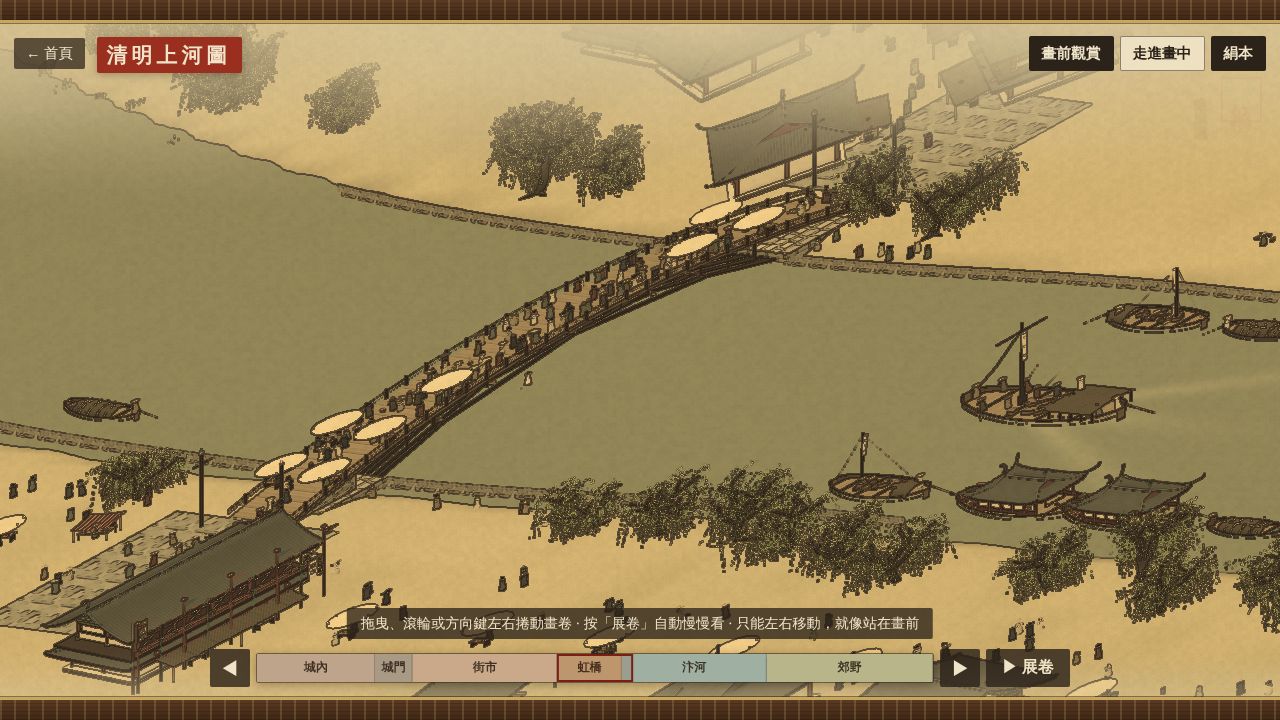 ← 首頁
清明上河圖
畫前觀賞
走進畫中
絹本
拖曳、滾輪或方向鍵左右捲動畫卷 · 按「展卷」自動慢慢看 · 只能左右移動，就像站在畫前
◀
城內
城門
街市
虹橋
汴河
郊野
▶
▶ 展卷